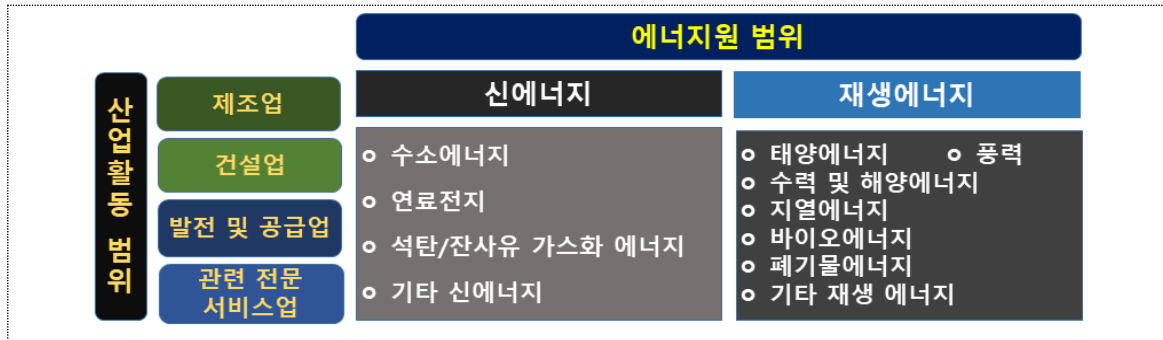 에너지원 범위
산업활동 범위
제조업
건설업
발전 및 공급업
관련 전문
서비스업
신에너지
o 수소에너지
o 연료전지
o 석탄/잔사유 가스화 에너지
o 기타 신에너지
재생에너지
o 태양에너지 o 풍력
o 수력 및 해양에너지
o 지열에너지
o 바이오에너지
o 폐기물에너지
o 기타 재생 에너지